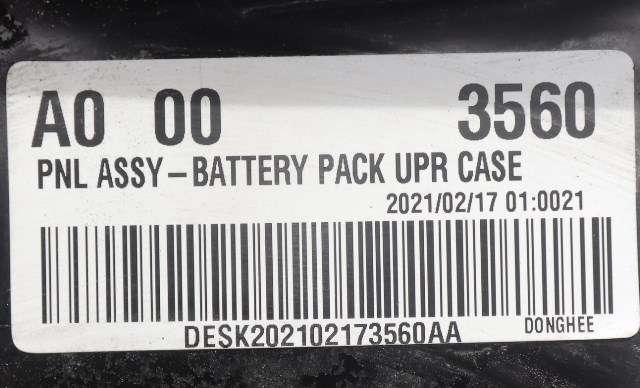 A0 00 3560
PNL ASSY-BATTERY PACK UPR CASE
2021/02/17 01:0021
DESK202102173560AA
DONGHEE